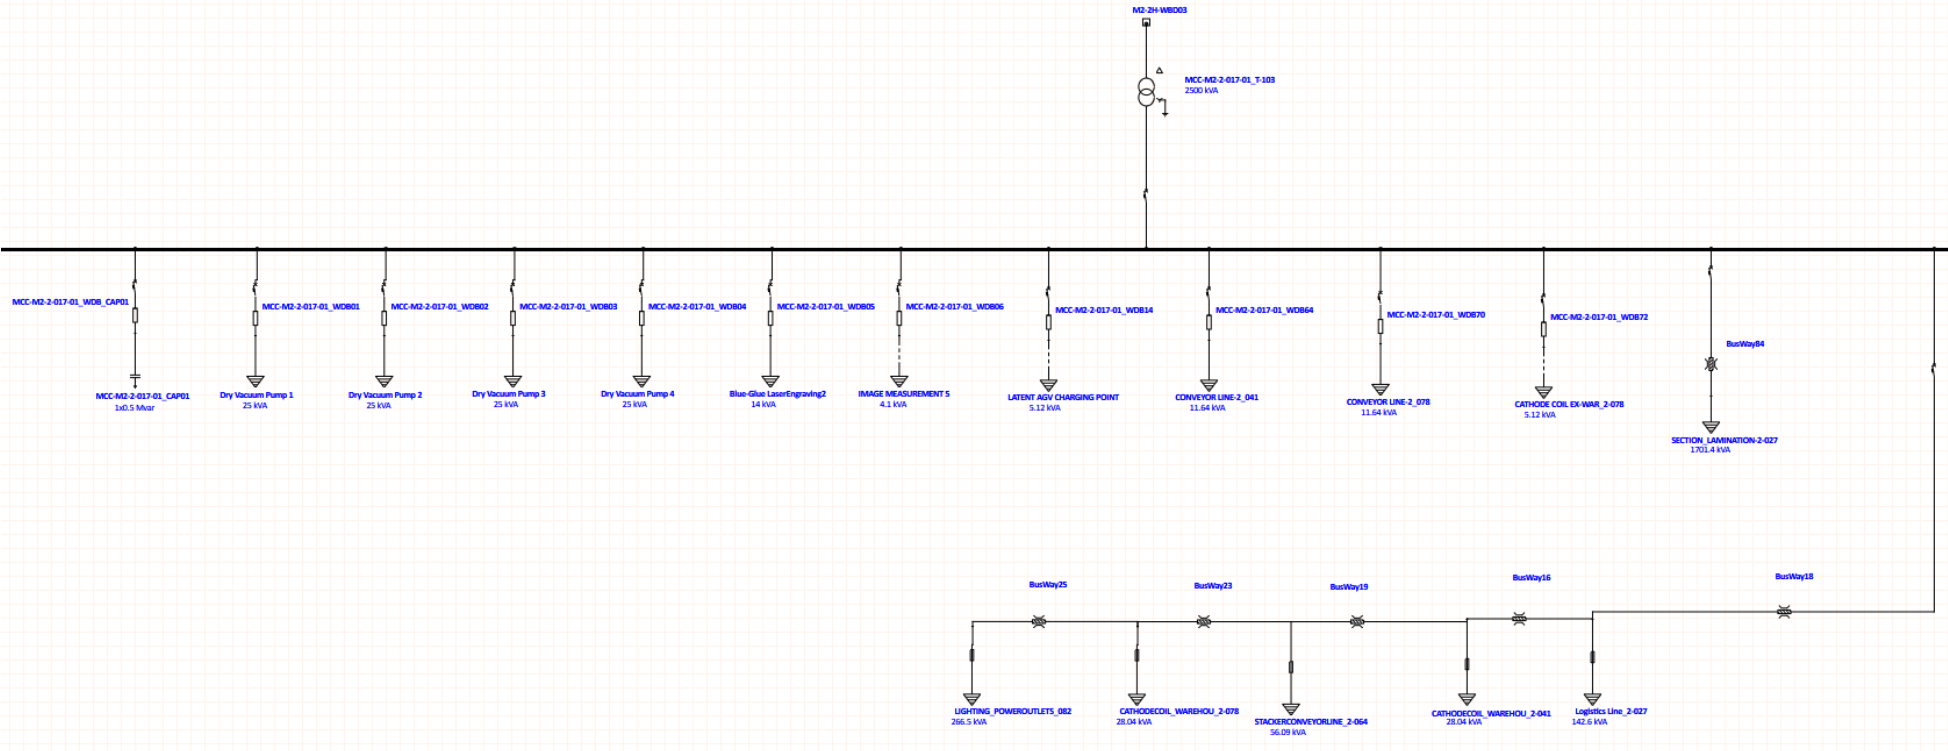 M2-2H-WBD03
MCC-M2-2-017-01_T-103
2500 kVA
MCC-M2-2-017-01_WDB_CAP01
MCC-M2-2-017-01_WDB01
MCC-M2-2-017-01_WDB02
MCC-M2-2-017-01_WDB03
MCC-M2-2-017-01_WDB04
MCC-M2-2-017-01_WDB05
MCC-M2-2-017-01_WDB06
MCC-M2-2-017-01_WDB14
MCC-M2-2-017-01_WDB64
MCC-M2-2-017-01_WDB70
MCC-M2-2-017-01_WDB72
BusWay84
MCC-M2-2-017-01_CAP01
1x0.5 Mvar
Dry Vacuum Pump 1
25 kVA
Dry Vacuum Pump 2
25 kVA
Dry Vacuum Pump 3
25 kVA
Dry Vacuum Pump 4
25 kVA
Blue-Glue LaserEngraving2
14 kVA
IMAGE MEASUREMENT 5
4.1 kVA
LATENT AGV CHARGING POINT
5.12 kVA
CONVEYOR LINE-2_041
11.64 kVA
CONVEYOR LINE-2_078
11.64 kVA
CATHODE COIL EX-WAR_2-078
5.12 kVA
SECTION_LAMINATION-2-027
1701.4 kVA
BusWay25
BusWay23
BusWay19
BusWay16
BusWay18
LIGHTING_POWEROUTLETS_082
266.5 kVA
CATHODECOIL_WAREHOU_2-078
28.04 kVA
STACKERCONVEYORLINE_2-064
56.09 kVA
CATHODECOIL_WAREHOU_2-041
28.04 kVA
Logistics Line_2-027
142.6 kVA